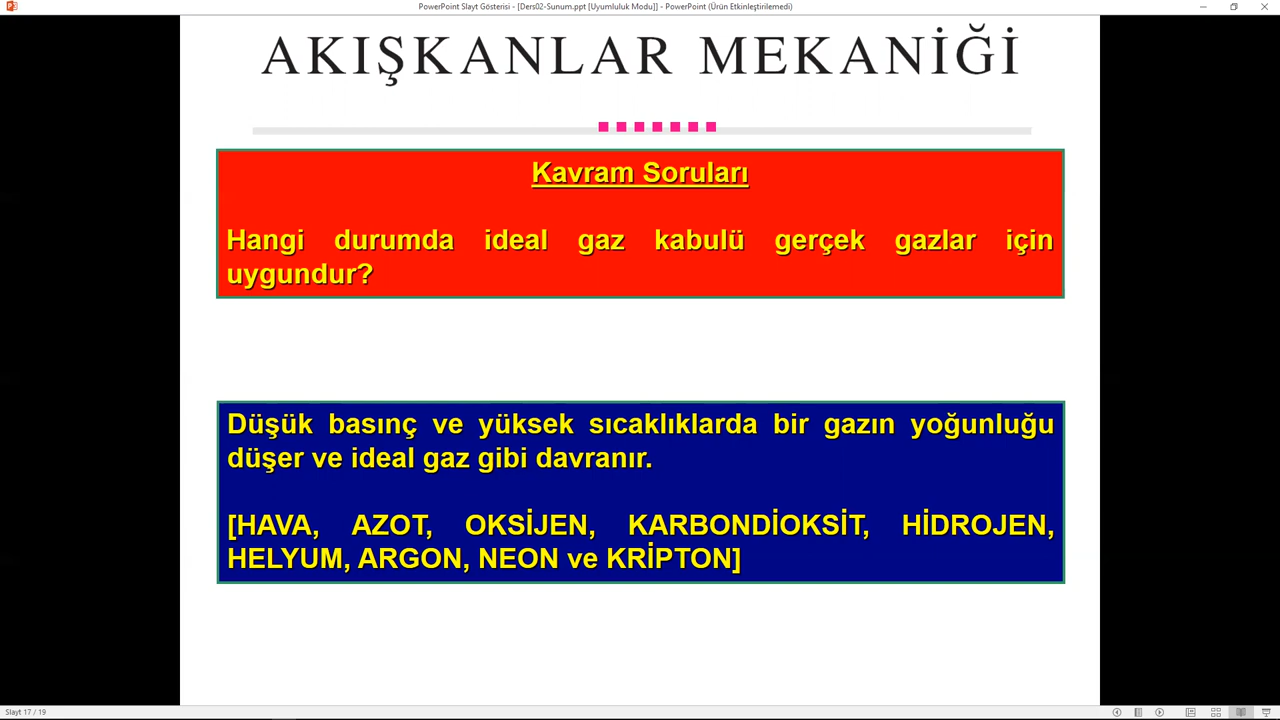 PowerPoint Slayt Gösterisi - [Ders02-Sunum.ppt [Uyumluluk Modu]] - PowerPoint (Ürün Etkinleştirilemedi)
AKIŞKANLAR MEKANİĞİ
Kavram Soruları
Hangi durumda ideal gaz kabulü gerçek gazlar için
uygundur?
Düşük basınç ve yüksek sıcaklıklarda bir gazın yoğunluğu
düşer ve ideal gaz gibi davranır.
[HAVA, AZOT, OKSİJEN, KARBONDİOKSİT, HİDROJEN,
HELYUM, ARGON, NEON ve KRİPTON]
Slayt 17 / 19